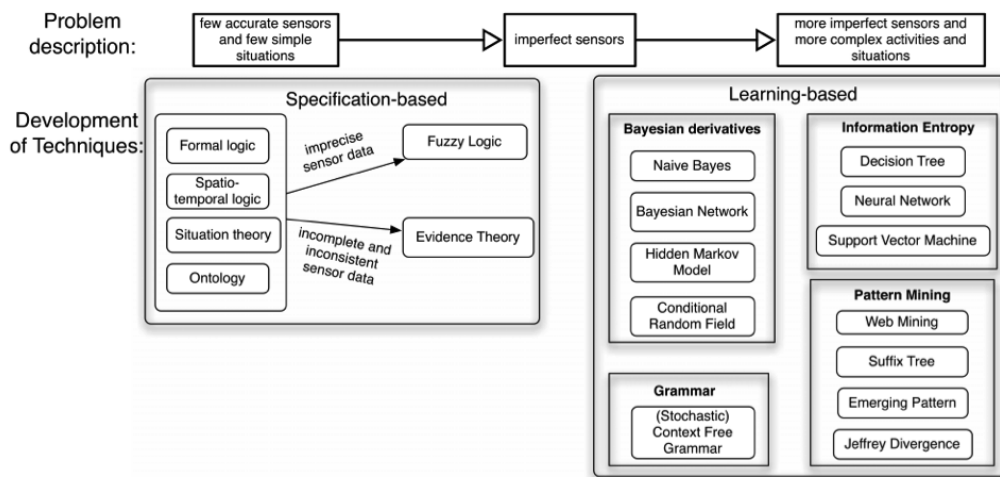 Problem
description:
few accurate sensors
and few simple
situations
imperfect sensors
more imperfect sensors and
more complex activities and
situations
Development
of Techniques:
Specification-based
Formal logic
Spatio-
temporal logic
Situation theory
Ontology
imprecise
sensor data
incomplete and
inconsistent
sensor data
Fuzzy Logic
Evidence Theory
Learning-based
Bayesian derivatives
Naive Bayes
Bayesian Network
Hidden Markov
Model
Conditional
Random Field
Grammar
(Stochastic)
Context Free
Grammar
Information Entropy
Decision Tree
Neural Network
Support Vector Machine
Pattern Mining
Web Mining
Suffix Tree
Emerging Pattern
Jeffrey Divergence